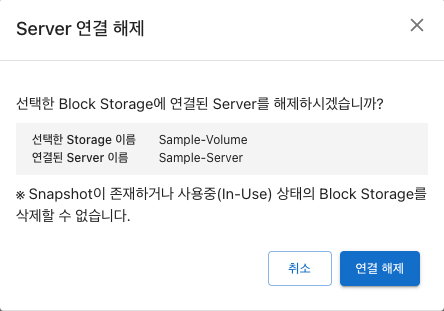 Server 연결 해제
선택한 Block Storage에 연결된 Server를 해제하시겠습니까?
선택한 Storage 이름 Sample-Volume
연결된 Server 이름 Sample-Server
※ Snapshot이 존재하거나 사용중(In-Use) 상태의 Block Storage를
삭제할 수 없습니다.
취소 연결 해제